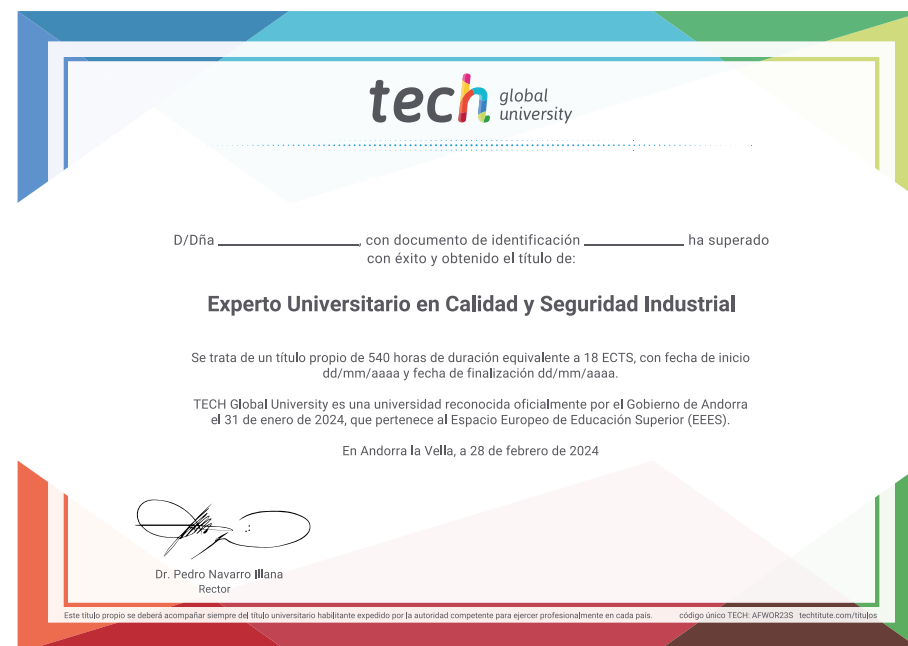 tech global university
D/Dña ____________________, con documento de identificación ______________ ha superado
con éxito y obtenido el título de:
Experto Universitario en Calidad y Seguridad Industrial
Se trata de un título propio de 540 horas de duración equivalente a 18 ECTS, con fecha de inicio
dd/mm/aaaa y fecha de finalización dd/mm/aaaa.
TECH Global University es una universidad reconocida oficialmente por el Gobierno de Andorra
el 31 de enero de 2024, que pertenece al Espacio Europeo de Educación Superior (EEES).
En Andorra la Vella, a 28 de febrero de 2024
Dr. Pedro Navarro Illana
Rector
Este título propio se deberá acompañar siempre del título universitario habilitante expedido por la autoridad competente para ejercer profesionalmente en cada país. código único TECH: AFWOR23S techtitute.com/titulos